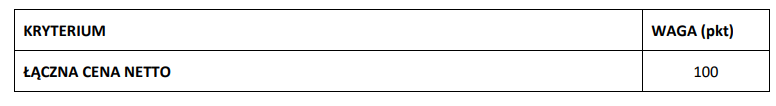 KRYTERIUM WAGA (pkt)
ŁĄCZNA CENA NETTO 100